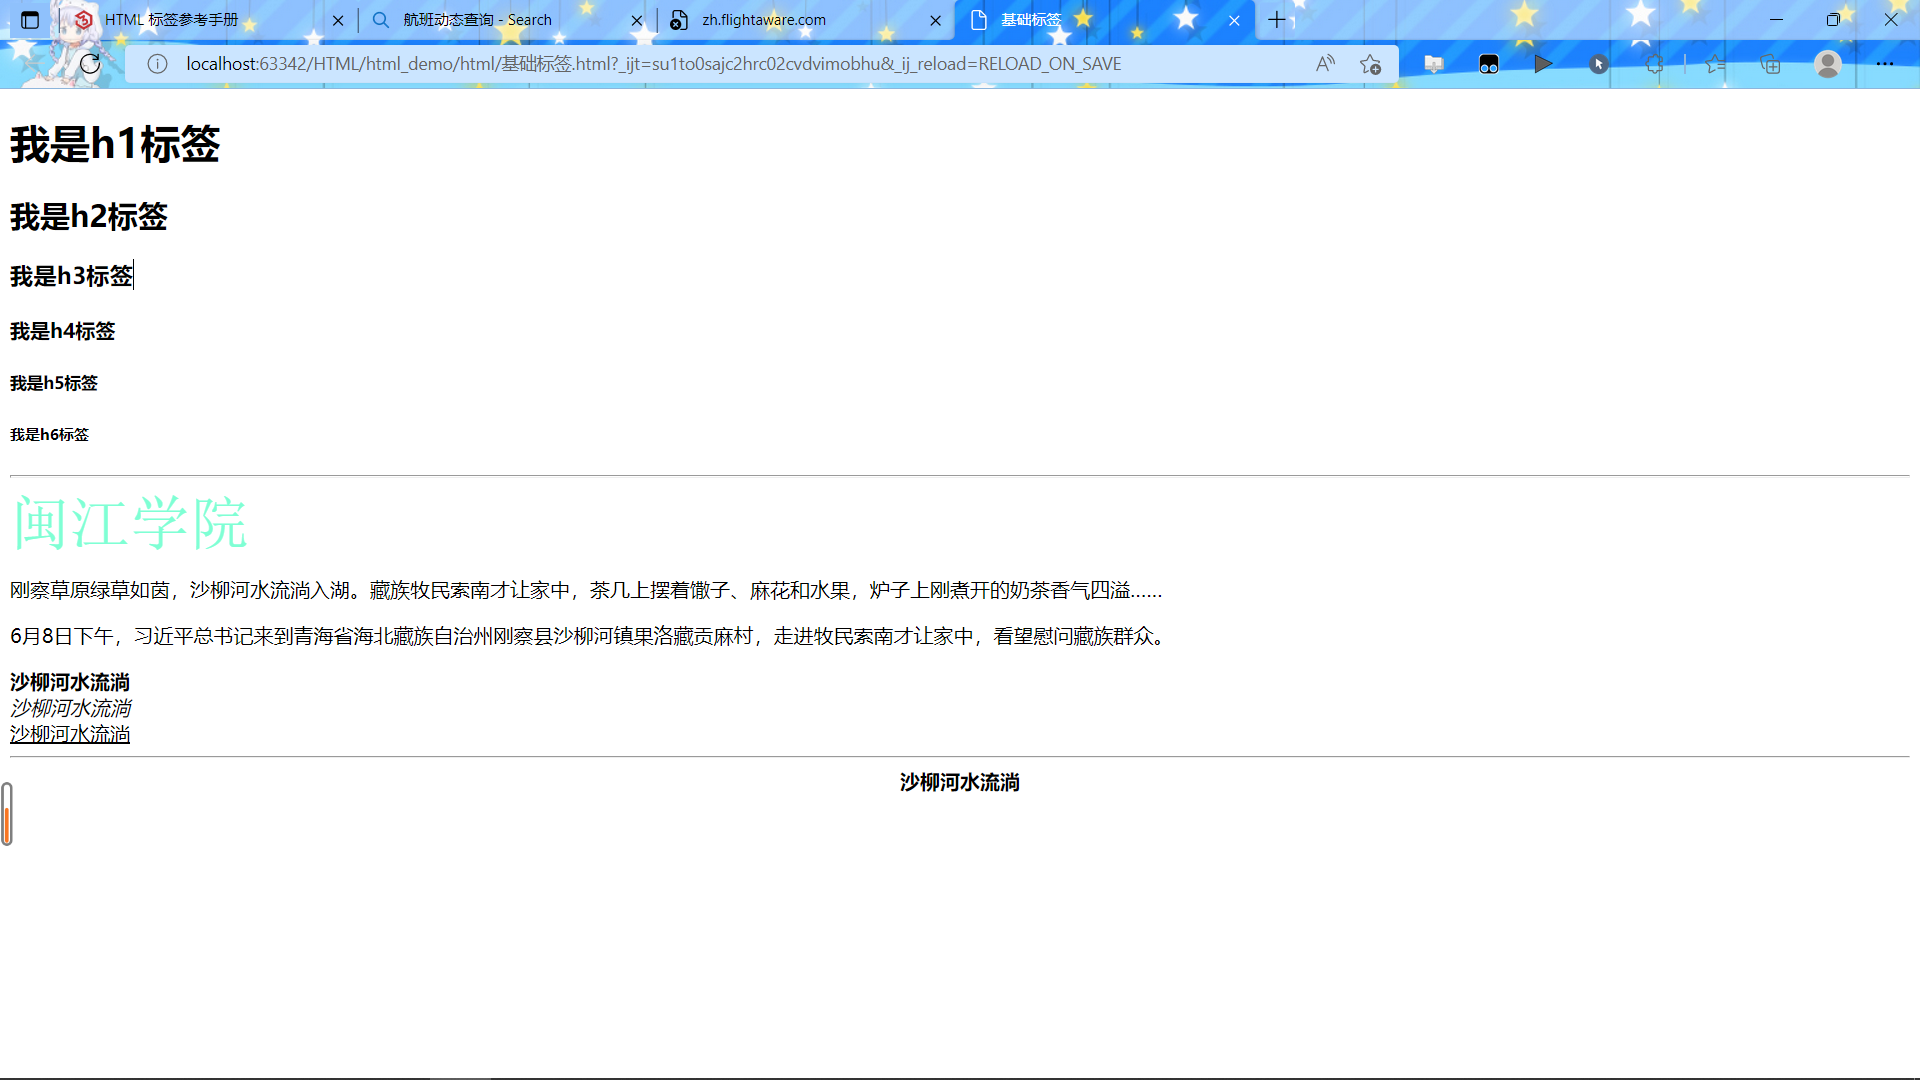 HTML 标签参考手册
航班动态查询 - Search
zh.flightaware.com
基础标签
localhost:63342/HTML/html_demo/html/基础标签.html?_ijt=su1to0sajc2hrc02cvdvimobhu&_ij_reload=RELOAD_ON_SAVE
我是h1标签
我是h2标签
我是h3标签
我是h4标签
我是h5标签
我是h6标签
闽江学院
刚察草原绿草如茵，沙柳河水流淌入湖。藏族牧民索南才让家中，茶几上摆着馓子、麻花和水果，炉子上刚煮开的奶茶香气四溢……
6月8日下午，习近平总书记来到青海省海北藏族自治州刚察县沙柳河镇果洛藏贡麻村，走进牧民索南才让家中，看望慰问藏族群众。
沙柳河水流淌
沙柳河水流淌
沙柳河水流淌
沙柳河水流淌